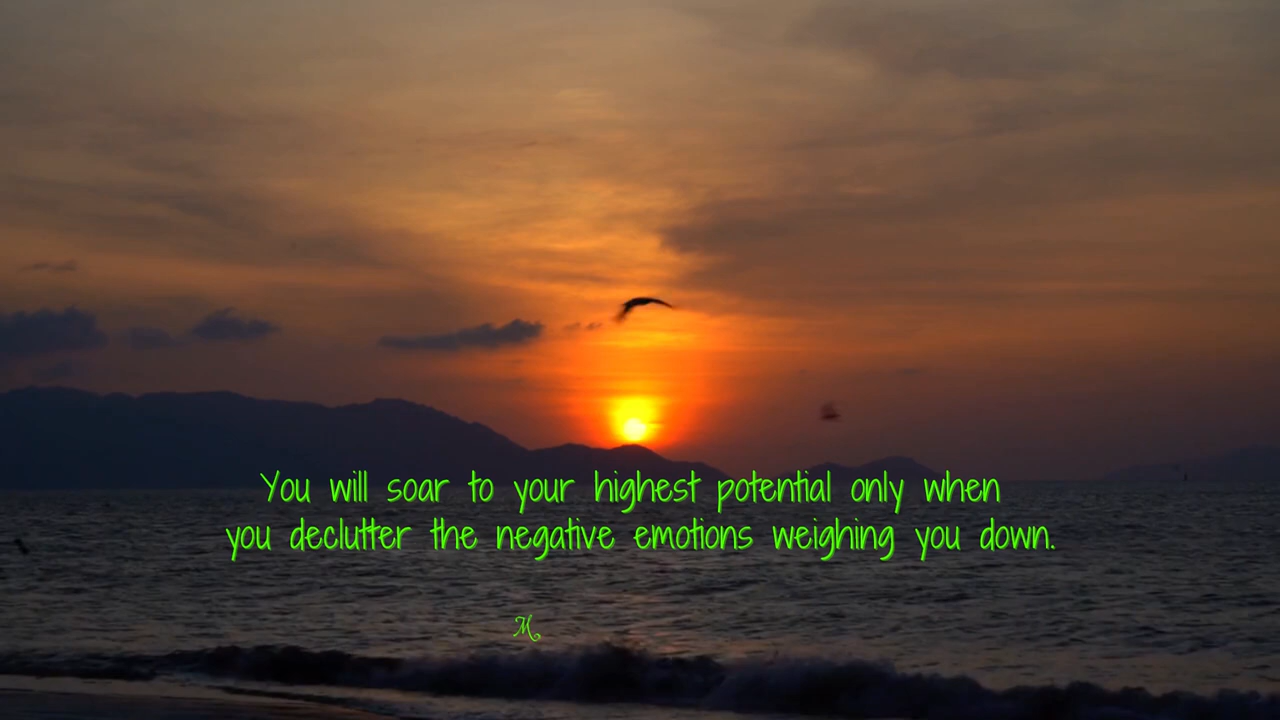 You will soar to your highest potential only when
you declutter the negative emotions weighing you down.
M